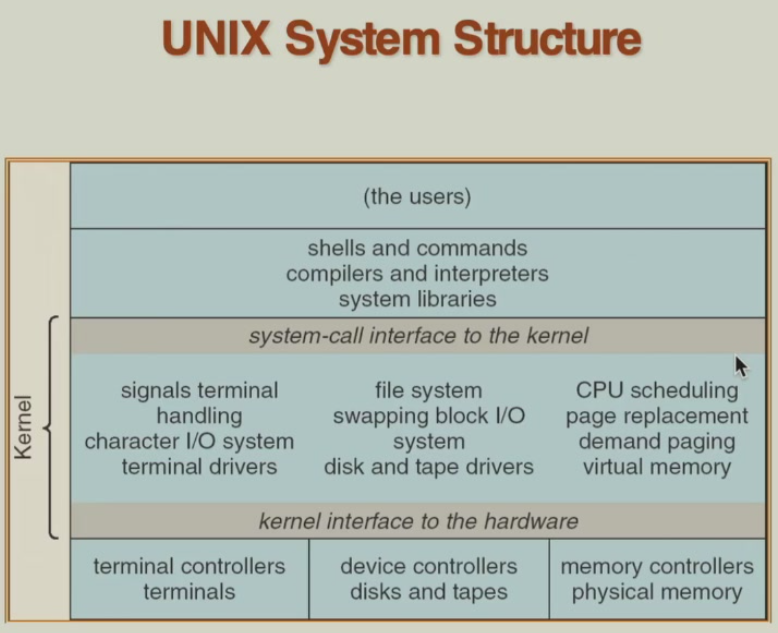 UNIX System Structure
(the users)
shells and commands
compilers and interpreters
system libraries
Kernel
system-call interface to the kernel
signals terminal
handling
character I/O system
terminal drivers
file system
swapping block I/O
system
disk and tape drivers
CPU scheduling
page replacement
demand paging
virtual memory
kernel interface to the hardware
terminal controllers
terminals
device controllers
disks and tapes
memory controllers
physical memory